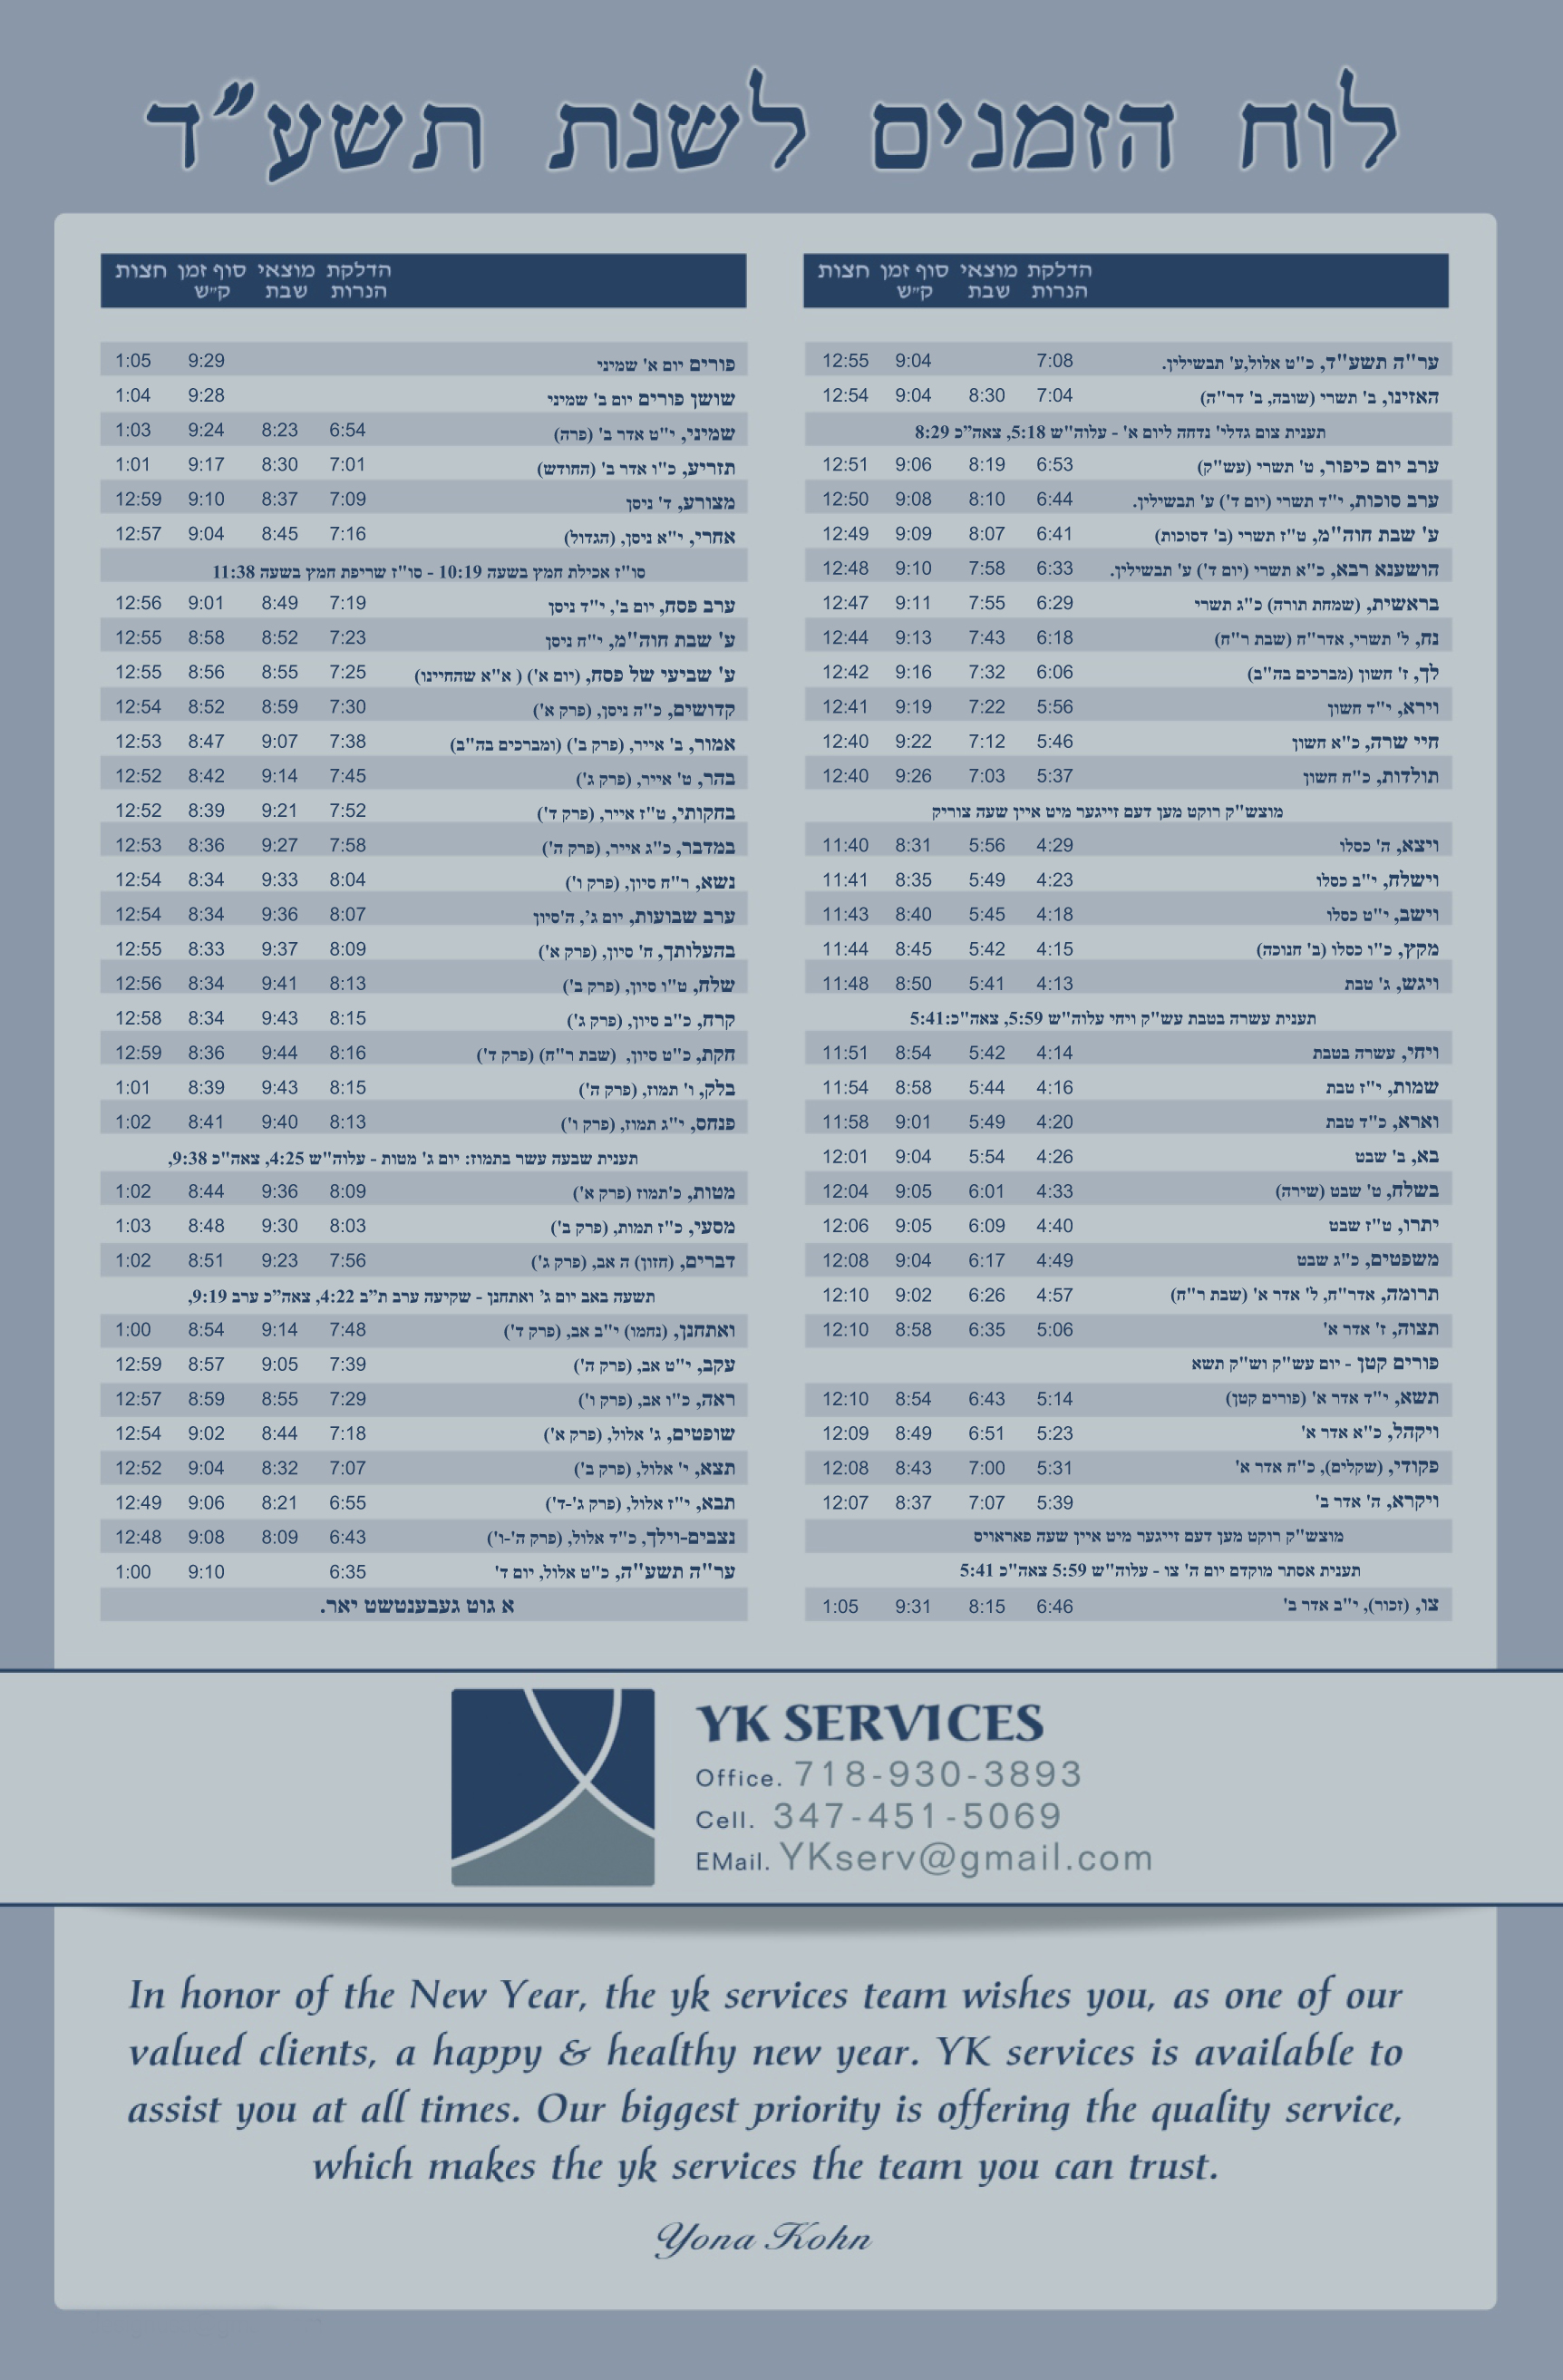 לוח הזמנים לשנת תשע"ד
הדלקת הנרות מוצאי שבת סוף זמן ק"ש חצות
ער"ה תשע"ד, כ"ט אלול,ע' תבשילין. 7:08 9:04 12:55
האזינו, ב' תשרי (שובה, ב' דר"ה) 7:04 8:30 9:04 12:54
תענית צום גדלי' נדחה ליום א' - עלוה"ש 5:18, צאה"כ 8:29
ערב יום כיפור, ט' תשרי (עש"ק) 6:53 8:19 9:06 12:51
ערב סוכות, י"ד תשרי (יום ד') ע' תבשילין. 6:44 8:10 9:08 12:50
ע' שבת חוה"מ, ט"ז תשרי (ב' דסוכות) 6:41 8:07 9:09 12:49
הושענא רבא, כ"א תשרי (יום ד') ע' תבשילין. 6:33 7:58 9:10 12:48
בראשית, (שמחת תורה) כ"ג תשרי 6:29 7:55 9:11 12:47
נח, ל' תשרי, אדר"ח (שבת ר"ח) 6:18 7:43 9:13 12:44
לך, ז' חשון (מברכים בה"ב) 6:06 7:32 9:16 12:42
וירא, י"ד חשון 5:56 7:22 9:19 12:41
חיי שרה, כ"א חשון 5:46 7:12 9:22 12:40
תולדות, כ"ח חשון 5:37 7:03 9:26 12:40
מוצש"ק רוקט מען דעם זייגער מיט איין שעה צוריק
ויצא, ה' כסלו 4:29 5:56 8:31 11:40
וישלח, י"ב כסלו 4:23 5:49 8:35 11:41
וישב, י"ט כסלו 4:18 5:45 8:40 11:43
מקץ, כ"ו כסלו (ב' חנוכה) 4:15 5:42 8:45 11:44
ויגש, ג' טבת 4:13 5:41 8:50 11:48
תענית עשרה בטבת עש"ק ויחי עלוה"ש 5:59, צאה"כ:5:41
ויחי, עשרה בטבת 4:14 5:42 8:54 11:51
שמות, י"ז טבת 4:16 5:44 8:58 11:54
וארא, כ"ד טבת 4:20 5:49 9:01 11:58
בא, ב' שבט 4:26 5:54 9:04 12:01
בשלח, ט' שבט (שירה) 4:33 6:01 9:05 12:04
יתרו, ט"ז שבט 4:40 6:09 9:05 12:06
משפטים, כ"ג שבט 4:49 6:17 9:04 12:08
תרומה, אדר"ח, ל' אדר א' (שבת ר"ח) 4:57 6:26 9:02 12:10
תצוה, ז' אדר א' 5:06 6:35 8:58 12:10
פורים קטן - יום עש"ק וש"ק תשא
תשא, י"ד אדר א' (פורים קטן) 5:14 6:43 8:54 12:10
ויקהל, כ"א אדר א' 5:23 6:51 8:49 12:09
פקודי, (שקלים), כ"ח אדר א' 5:31 7:00 8:43 12:08
ויקרא, ה' אדר ב' 5:39 7:07 8:37 12:07
מוצש"ק רוקט מען דעם זייגער מיט איין שעה פאראויס
תענית אסתר מוקדם יום ה' צו - עלוה"ש 5:59 צאה"כ 5:41
צו, (זכור), י"ב אדר ב' 6:46 8:15 9:31 1:05
הדלקת הנרות מוצאי שבת סוף זמן ק"ש חצות
פורים יום א' שמיני 9:29 1:05
שושן פורים יום ב' שמיני 9:28 1:04
שמיני, י"ט אדר ב' (פרה) 6:54 8:23 9:24 1:03
תזריע, כ"ו אדר ב' (החודש) 7:01 8:30 9:17 1:01
מצורע, ד' ניסן 7:09 8:37 9:10 12:59
אחרי, י"א ניסן, (הגדול) 7:16 8:45 9:04 12:57
סו"ז אכילת חמץ בשעה 10:19 - סו"ז שריפת חמץ בשעה 11:38
ערב פסח, יום ב', י"ד ניסן 7:19 8:49 9:01 12:56
ע' שבת חוה"מ, י"ח ניסן 7:23 8:52 8:58 12:55
ע' שביעי של פסח, (יום א') ( א"א שהחיינו) 7:25 8:55 8:56 12:55
קדושים, כ"ה ניסן, (פרק א') 7:30 8:59 8:52 12:54
אמור, ב' אייר, (פרק ב') (ומברכים בה"ב) 7:38 9:07 8:47 12:53
בהר, ט' אייר, (פרק ג') 7:45 9:14 8:42 12:52
בחקותי, ט"ז אייר, (פרק ד') 7:52 9:21 8:39 12:52
במדבר, כ"ג אייר, (פרק ה') 7:58 9:27 8:36 12:53
נשא, ר"ח סיון, (פרק ו') 8:04 9:33 8:34 12:54
ערב שבועות, יום ג', ה'סיון 8:07 9:36 8:34 12:54
בהעלותך, ח' סיון, (פרק א') 8:09 9:37 8:33 12:55
שלח, ט"ו סיון, (פרק ב') 8:13 9:41 8:34 12:56
קרח, כ"ב סיון, (פרק ג') 8:15 9:43 8:34 12:58
חקת, כ"ט סיון, (שבת ר"ח) (פרק ד') 8:16 9:44 8:36 12:59
בלק, ו' תמוז, (פרק ה') 8:15 9:43 8:39 1:01
פנחס, י"ג תמוז, (פרק ו') 8:13 9:40 8:41 1:02
תענית שבעה עשר בתמוז: יום ג' מטות - עלוה"ש 4:25, צאה"כ 9:38,
מטות, כ'תמוז (פרק א') 8:09 9:36 8:44 1:02
מסעי, כ"ז תמות, (פרק ב') 8:03 9:30 8:48 1:03
דברים, (חזון) ה אב, (פרק ג') 7:56 9:23 8:51 1:02
תשעה באב יום ג' ואתחנן - שקיעה ערב ת"ב 4:22, צאה"כ ערב 9:19,
ואתחנן, (נחמו) י"ב אב, (פרק ד') 7:48 9:14 8:54 1:00
עקב, י"ט אב, (פרק ה') 7:39 9:05 8:57 12:59
ראה, כ"ו אב, (פרק ו') 7:29 8:55 8:59 12:57
שופטים, ג' אלול, (פרק א') 7:18 8:44 9:02 12:54
תצא, י' אלול, (פרק ב') 7:07 8:32 9:04 12:52
תבא, י"ז אלול, (פרק ג'-ד') 6:55 8:21 9:06 12:49
נצבים-וילך, כ"ד אלול, (פרק ה'-ו') 6:43 8:09 9:08 12:48
ער"ה תשע"ה, כ"ט אלול, יום ד' 6:35 9:10 1:00
א גוט געבענטשט יאר.
YK SERVICES
Office. 718-930-3893
Cell. 347-451-5069
EMail. YKserv@gmail.com
In honor of the New Year, the yk services team wishes you, as one of our
valued clients, a happy & healthy new year. YK services is available to
assist you at all times. Our biggest priority is offering the quality service,
which makes the yk services the team you can trust.
Yona Kohn